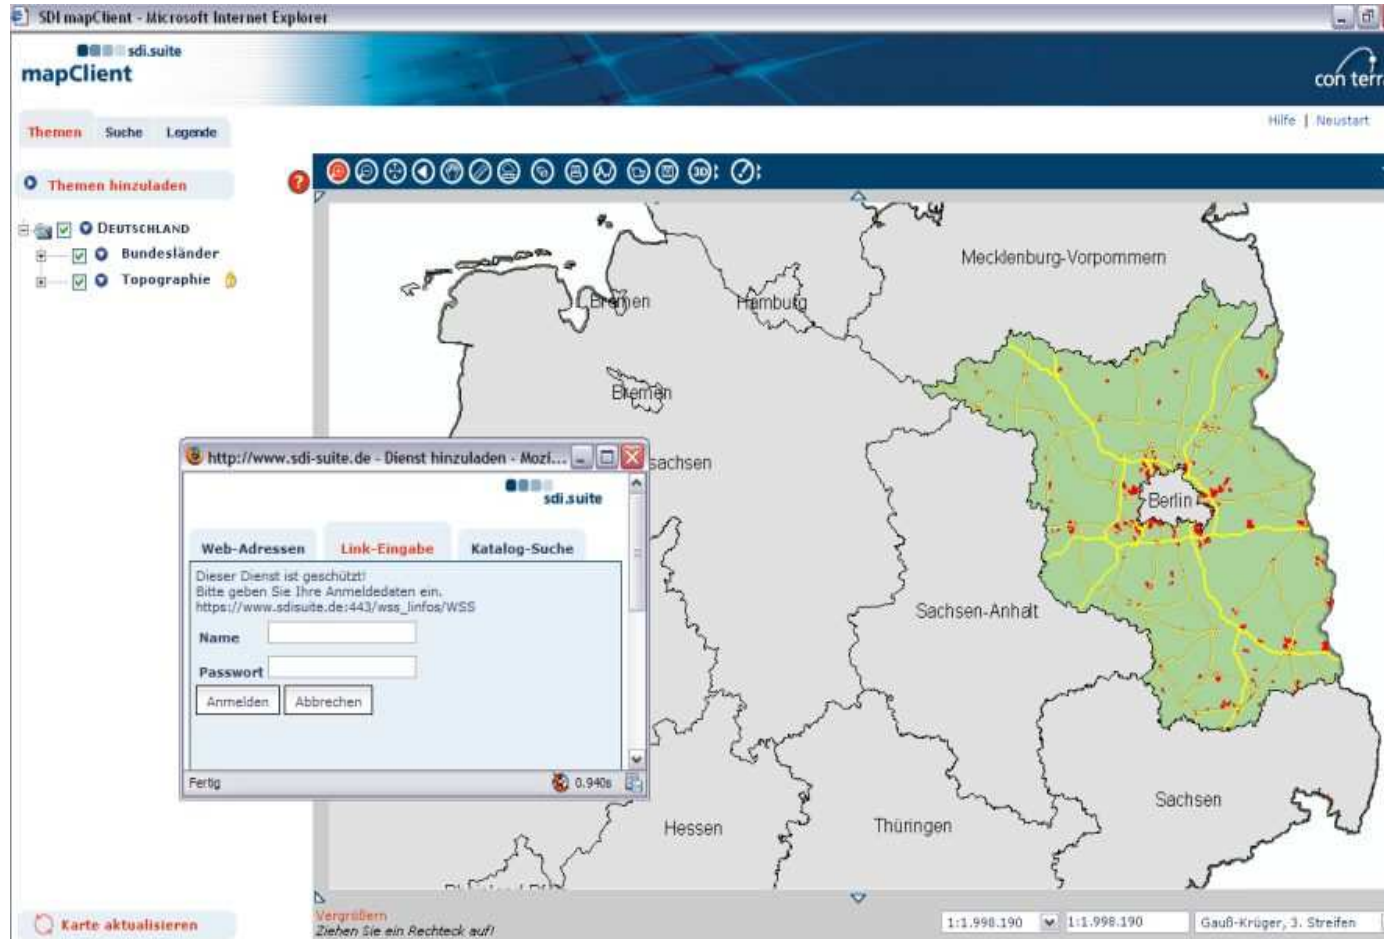 SDI mapClient - Microsoft Internet Explorer
sdi.suite
mapClient
con terra
Hilfe | Neustart
Themen Suche Legende
Themen hinzuladen
?
3D
DEUTSCHLAND
Bundesländer
Topographie
Mecklenburg-Vorpommern
Bremen
Hamburg
Bremen
sachsen
Berlin
Sachsen-Anhalt
Sachsen
Hessen
Thüringen
http://www.sdi-suite.de - Dienst hinzuladen - Mozi...
sdi.suite
Web-Adressen Link-Eingabe Katalog-Suche
Dieser Dienst ist geschützt!
Bitte geben Sie Ihre Anmeldedaten ein.
https://www.sdisuite.de:443/wss_linfos/WSS
Name
Passwort
Anmelden Abbrechen
Fertig 0.940s
Karte aktualisieren
Vergrößern
Ziehen Sie ein Rechteck auf!
1:1.998.190 1:1.998.190 Gauß-Krüger, 3. Streifen